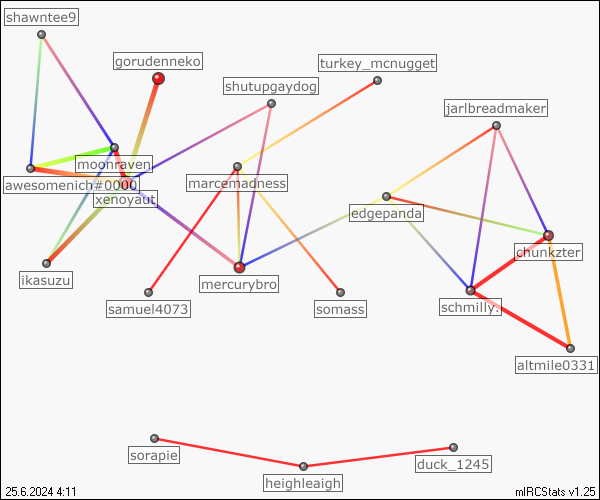 shawntee9
gorudenneko
turkey_mcnugget
shutupgaydog
jarlbreadmaker
moonraven
awesomenich#0000
marcemadness
xenoyaut
edgepanda
chunkzter
ikasuzu
mercurybro
samuel4073
somass
schmilly.
altmile0331
sorapie
duck_1245
heighleaigh
25.6.2024 4:11
mIRCStats v1.25